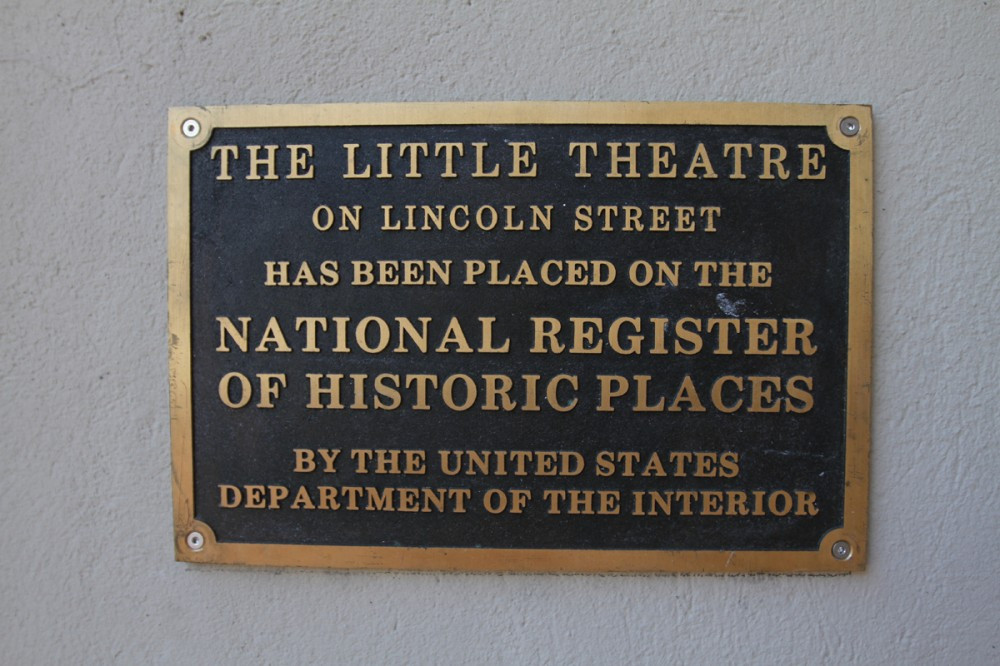 THE LITTLE THEATRE
ON LINCOLN STREET
HAS BEEN PLACED ON THE
NATIONAL REGISTER
OF HISTORIC PLACES
BY THE UNITED STATES
DEPARTMENT OF THE INTERIOR